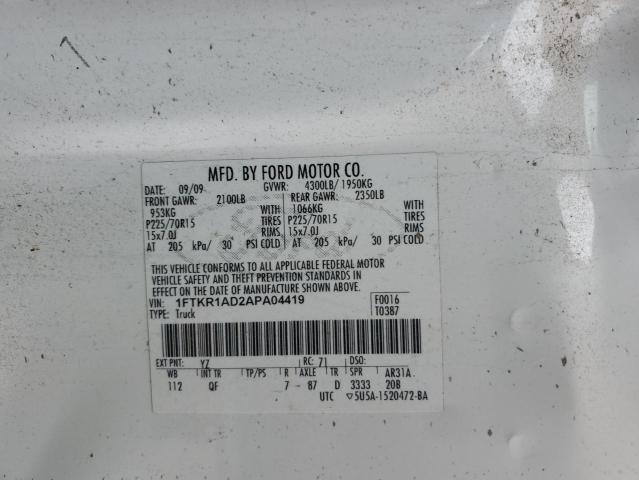 MFD. BY FORD MOTOR CO.
DATE: 09/09 GVWR: 4300LB/ 1950KG
FRONT GAWR: 2100LB REAR GAWR: 2350LB
953KG WITH 1066KG WITH
P225/70R15 TIRES P225/70R15 TIRES
15x7.0J RIMS 15x7.0J RIMS
AT 205 kPa/ 30 PSI COLD AT 205 kPa/ 30 PSI COLD
THIS VEHICLE CONFORMS TO ALL APPLICABLE FEDERAL MOTOR
VEHICLE SAFETY AND THEFT PREVENTION STANDARDS IN
EFFECT ON THE DATE OF MANUFACTURE SHOWN ABOVE.
VIN: 1FTKR1AD2APA04419 F0016
TYPE: Truck T0387
EXT PNT: YZ RC: 71 DSO:
WB INT TR TP/PS R AXLE TR SPR AR31A
112 QF 7 - 87 D 3333 20B
UTC ▽5U5A-1520472-BA